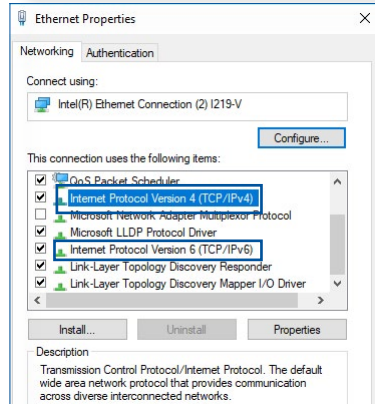 Ethernet Properties
Networking Authentication
Connect using:
Intel(R) Ethernet Connection (2) I219-V
Configure...
This connection uses the following items:
QoS Packet Scheduler
Internet Protocol Version 4 (TCP/IPv4)
Microsoft Network Adapter Multiplexor Protocol
Microsoft LLDP Protocol Driver
Internet Protocol Version 6 (TCP/IPv6)
Link-Layer Topology Discovery Responder
Link-Layer Topology Discovery Mapper I/O Driver
Install... Uninstall Properties
Description
Transmission Control Protocol/Internet Protocol. The default
wide area network protocol that provides communication
across diverse interconnected networks.